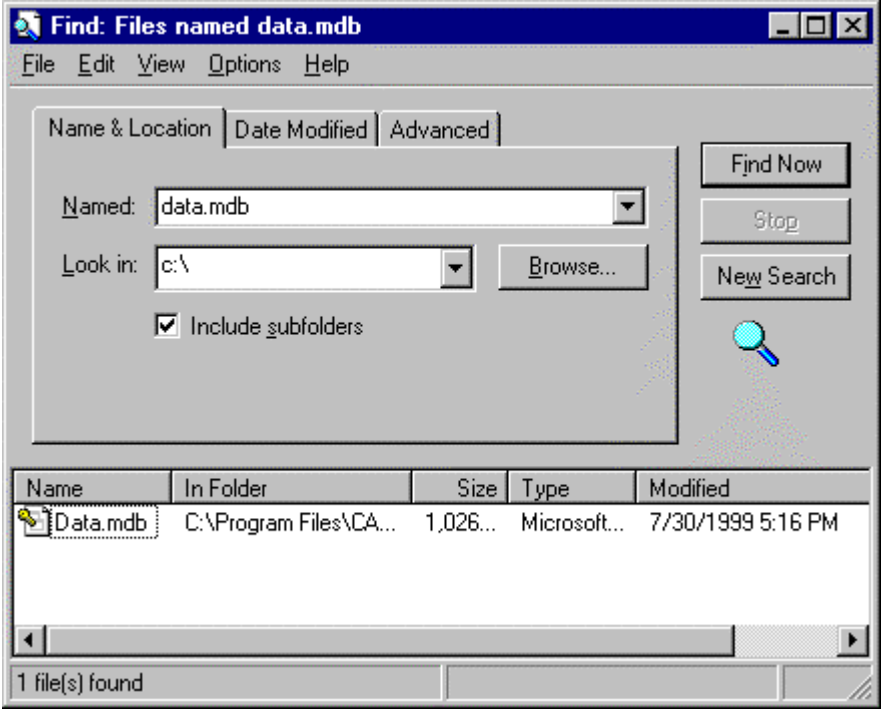 Find: Files named data.mdb
File Edit View Options Help
Name & Location Date Modified Advanced
Find Now
Named: data.mdb
Stop
Look in: c:\ Browse...
New Search
Include subfolders
Name In Folder Size Type Modified
Data.mdb C:\Program Files\CA... 1,026... Microsoft... 7/30/1999 5:16 PM
1 file(s) found